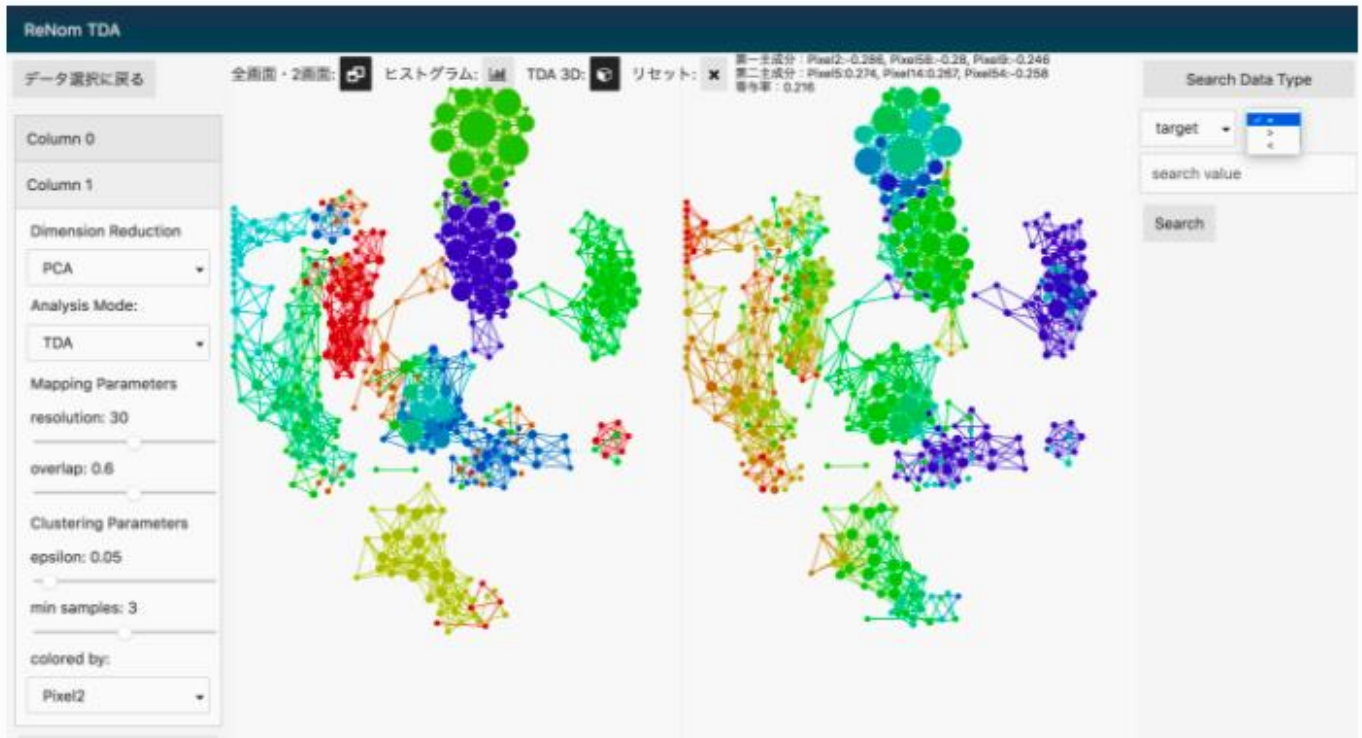 ReNom TDA
データ選択に戻る
全画面・2画面:
ヒストグラム:
TDA 3D:
リセット:
第一主成分：Pixel2:-0.286, Pixel58:-0.28, Pixel9:-0.246
第二主成分：Pixel5:0.274, Pixel14:0.267, Pixel54:-0.258
寄与率：0.216
Column 0
Column 1
Dimension Reduction
PCA
Analysis Mode:
TDA
Mapping Parameters
resolution: 30
overlap: 0.6
Clustering Parameters
epsilon: 0.05
min samples: 3
colored by:
Pixel2
Search Data Type
target
=
>
<
search value
Search